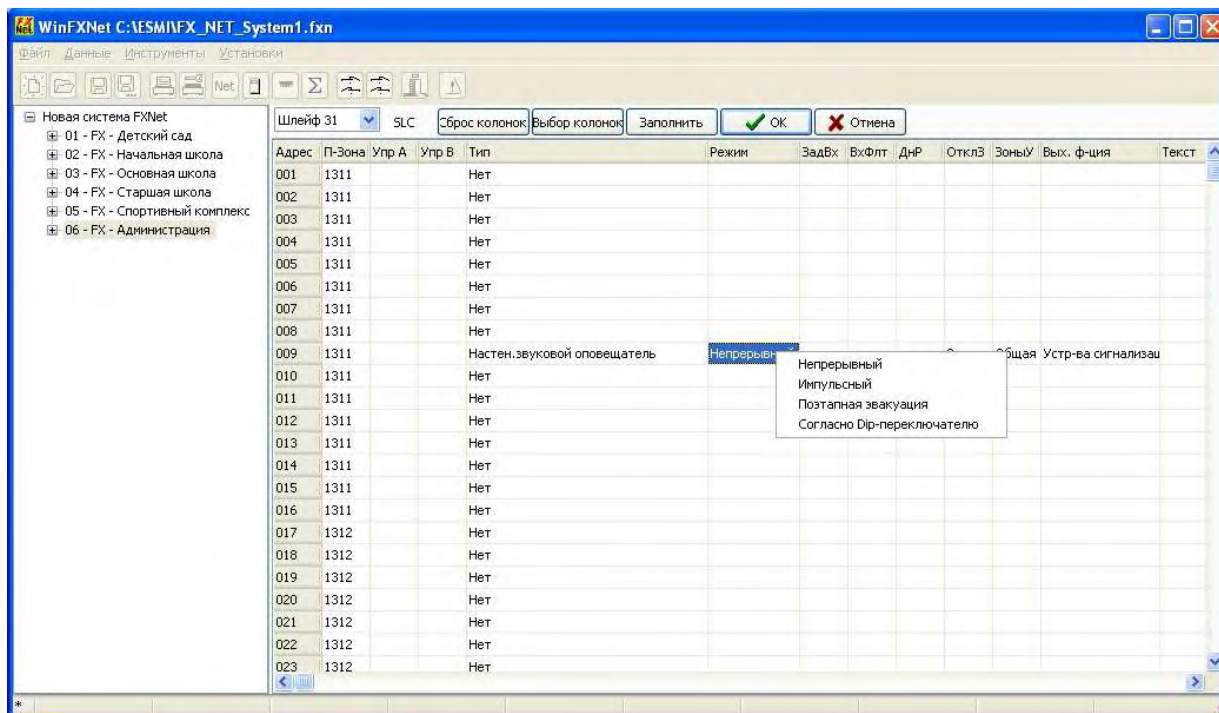 WinFXNet C:\ESMI\FX_NET_System1.fxn
Файл Данные Инструменты Установки
Net
Новая система FXNet
01 - FX - Детский сад
02 - FX - Начальная школа
03 - FX - Основная школа
04 - FX - Старшая школа
05 - FX - Спортивный комплекс
06 - FX - Администрация
Шлейф 31 SLC Сброс колонок Выбор колонок Заполнить OK Отмена
Адрес П-Зона Упр А Упр В Тип Режим ЗадВх ВхФлт ДнР ОтклЗ ЗоныУ Вых. ф-ция Текст
001 1311 Нет
002 1311 Нет
003 1311 Нет
004 1311 Нет
005 1311 Нет
006 1311 Нет
007 1311 Нет
008 1311 Нет
009 1311 Настен.звуковой оповещатель Непрерывн Общая Устр-ва сигнализац
Непрерывный
Импульсный
Поэтапная эвакуация
Согласно Dip-переключателю
010 1311 Нет
011 1311 Нет
012 1311 Нет
013 1311 Нет
014 1311 Нет
015 1311 Нет
016 1311 Нет
017 1312 Нет
018 1312 Нет
019 1312 Нет
020 1312 Нет
021 1312 Нет
022 1312 Нет
023 1312 Нет
*